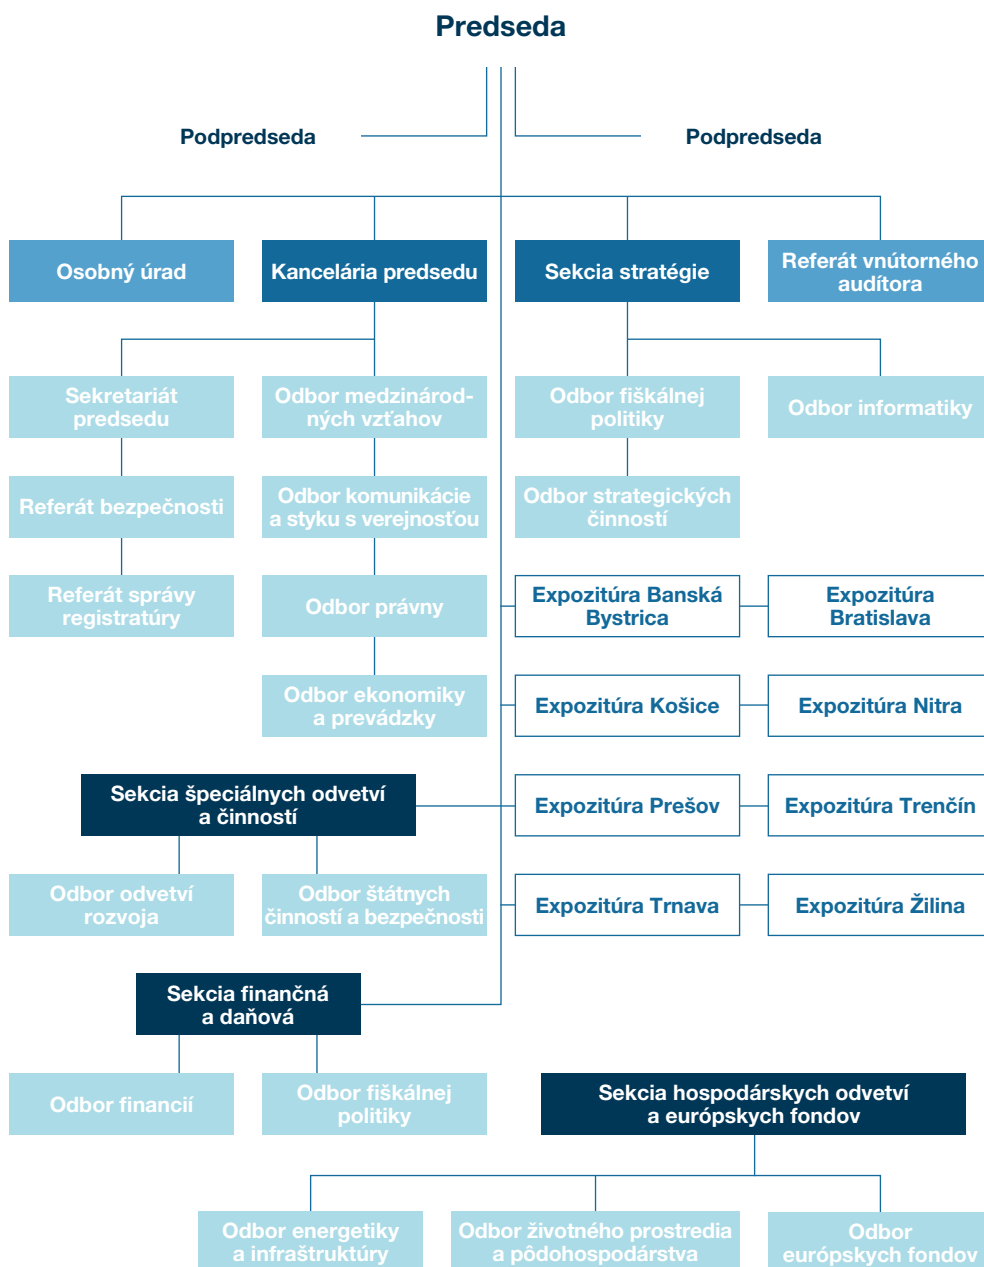 Predseda
Podpredseda
Podpredseda
Osobný úrad
Kancelária predsedu
Sekcia stratégie
Referát vnútorného
audítora
Sekretariát
predsedu
Odbor medzinárod-
ných vzťahov
Odbor fiškálnej
politiky
Odbor informatiky
Referát bezpečnosti
Odbor komunikácie
a styku s verejnosťou
Odbor strategických
činností
Referát správy
registratúry
Odbor právny
Expozitúra Banská
Bystrica
Expozitúra
Bratislava
Odbor ekonomiky
a prevádzky
Expozitúra Košice
Expozitúra Nitra
Sekcia špeciálnych odvetví
a činností
Expozitúra Prešov
Expozitúra Trenčín
Odbor odvetví
rozvoja
Odbor štátnych
činností a bezpečnosti
Expozitúra Trnava
Expozitúra Žilina
Sekcia finančná
a daňová
Odbor financií
Odbor fiškálnej
politiky
Sekcia hospodárskych odvetví
a európskych fondov
Odbor energetiky
a infraštruktúry
Odbor životného prostredia
a pôdohospodárstva
Odbor
európskych fondov